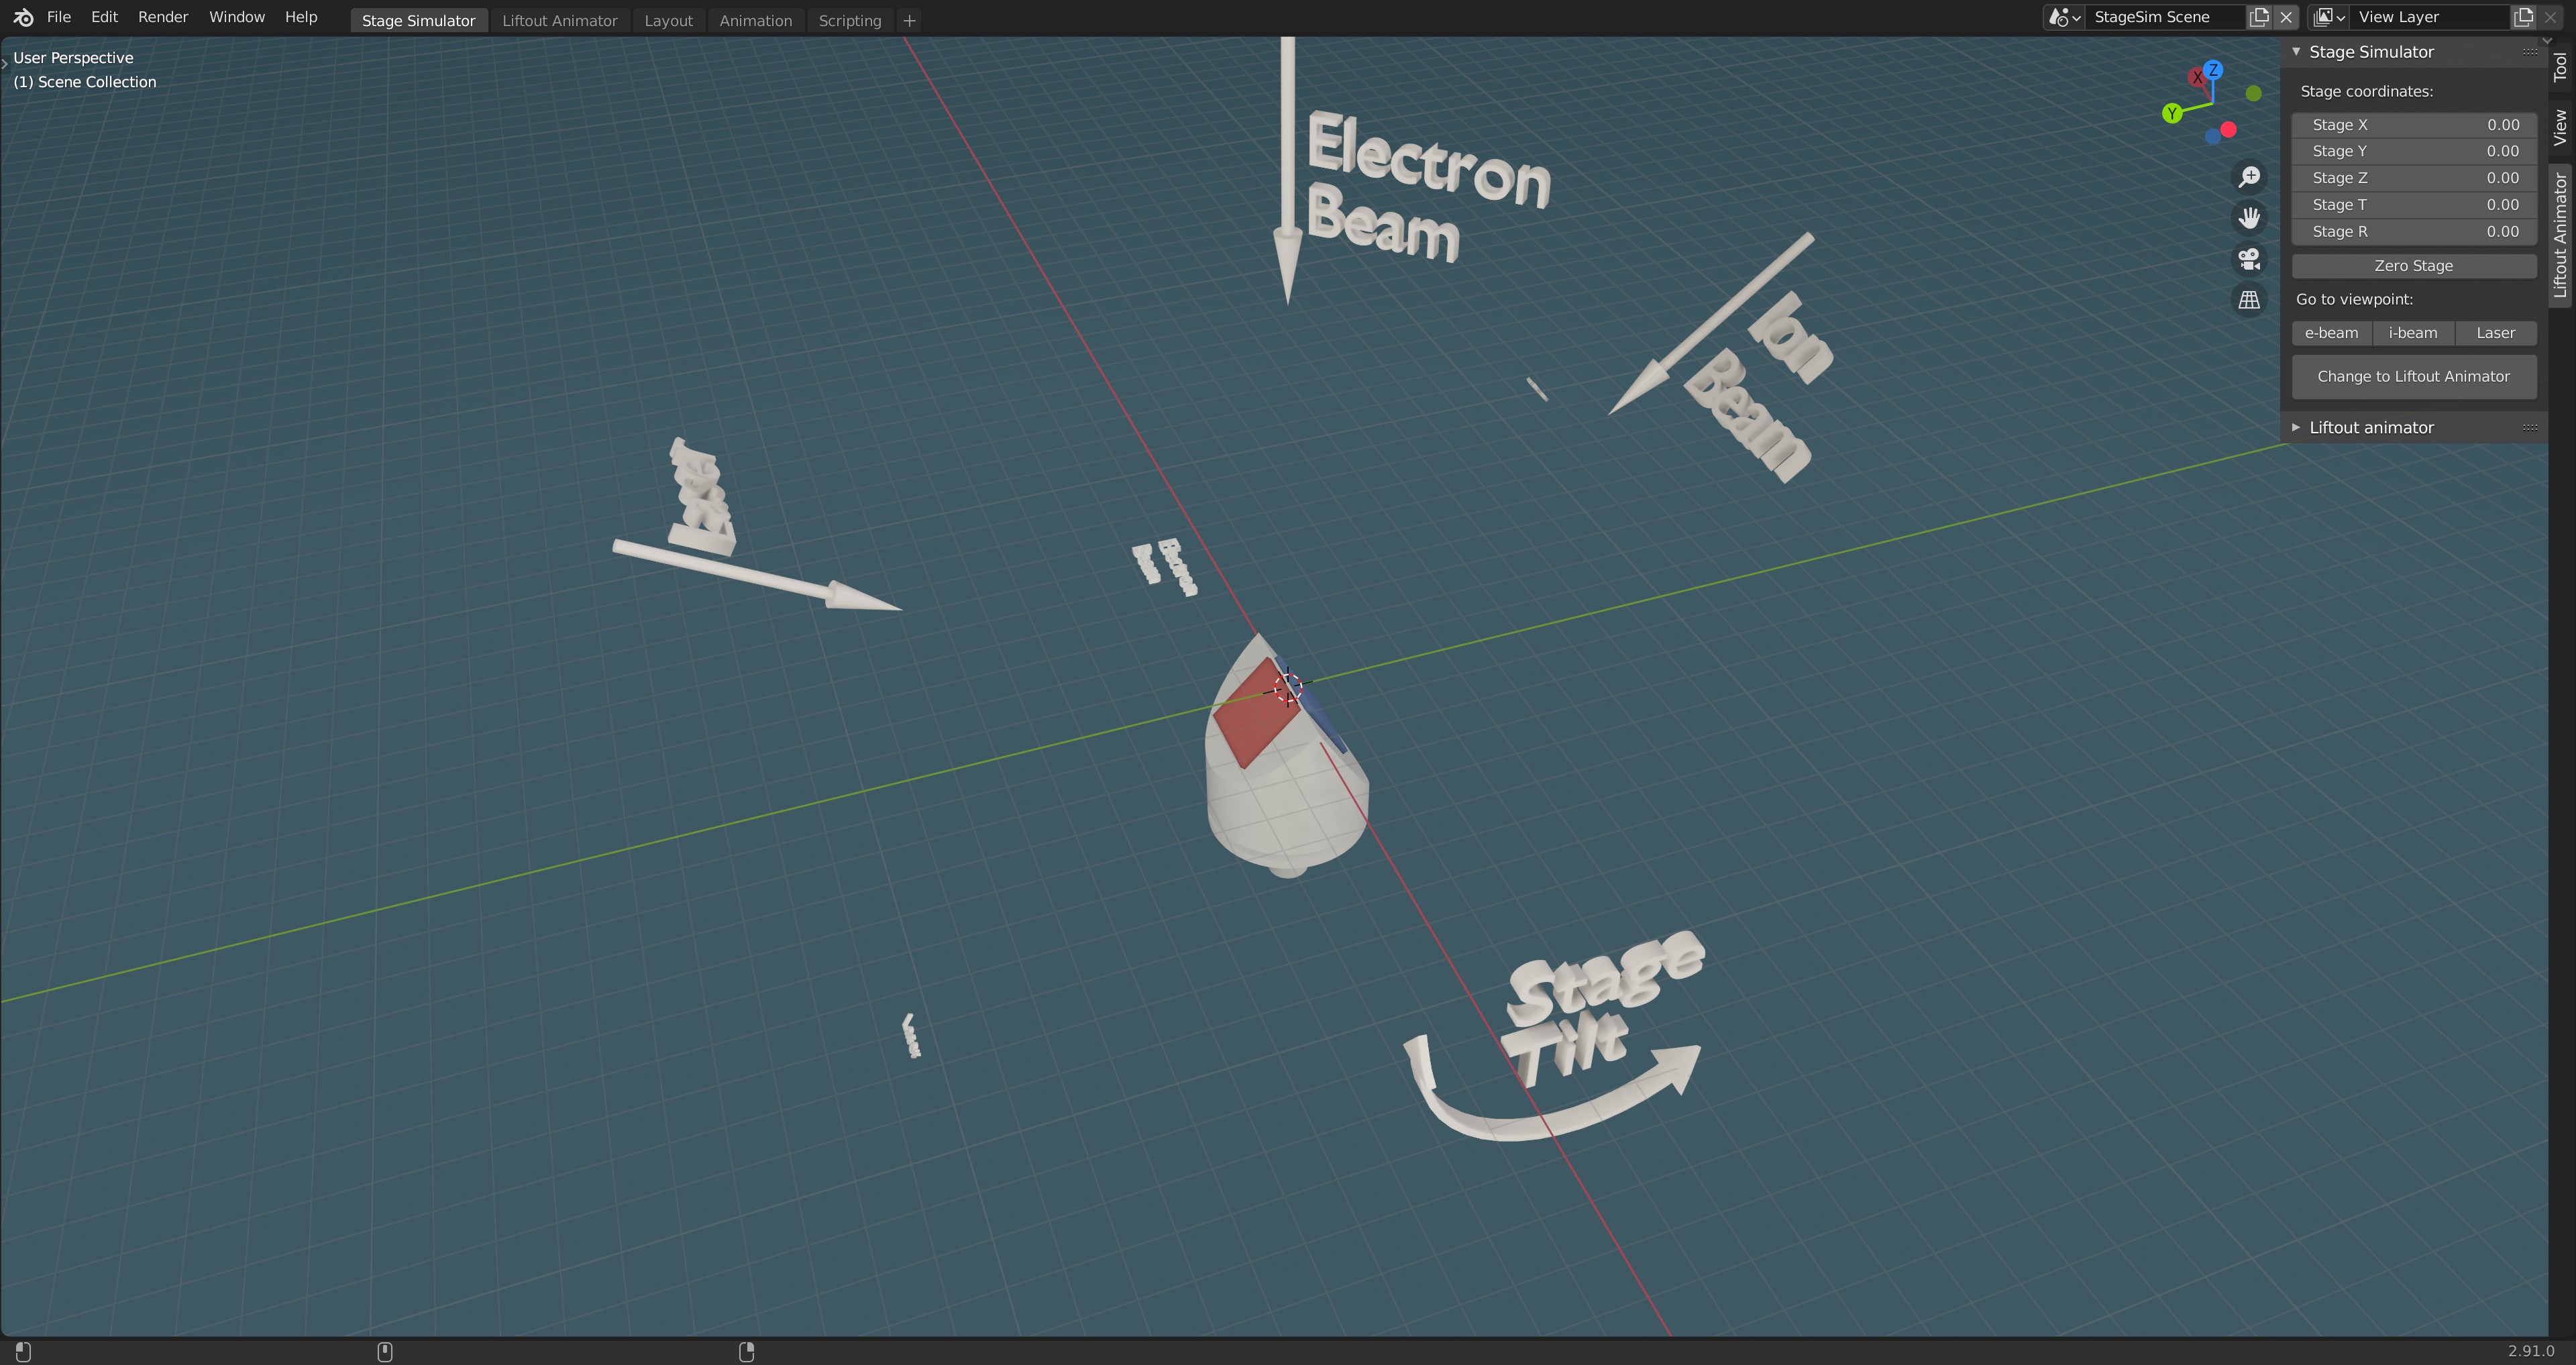 File Edit Render Window Help
Stage Simulator Liftout Animator Layout Animation Scripting +
StageSim Scene
View Layer
User Perspective
(1) Scene Collection
Electron
Beam
Ion
Beam
Laser
Stage
Tilt
X
Y
Z
Stage Simulator
Stage coordinates:
Stage X 0.00
Stage Y 0.00
Stage Z 0.00
Stage T 0.00
Stage R 0.00
Zero Stage
Go to viewpoint:
e-beam i-beam Laser
Change to Liftout Animator
Liftout animator
Tool
View
Liftout Animator
2.91.0